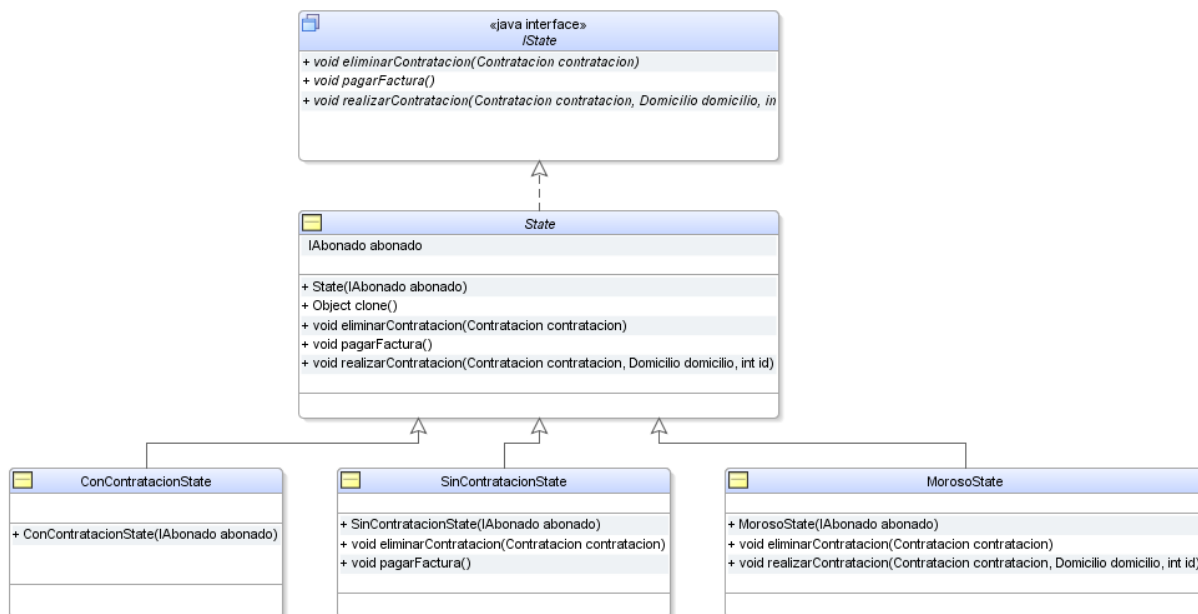 «java interface»
IState
+ void eliminarContratacion(Contratacion contratacion)
+ void pagarFactura()
+ void realizarContratacion(Contratacion contratacion, Domicilio domicilio, in
State
IAbonado abonado
+ State(IAbonado abonado)
+ Object clone()
+ void eliminarContratacion(Contratacion contratacion)
+ void pagarFactura()
+ void realizarContratacion(Contratacion contratacion, Domicilio domicilio, int id)
ConContratacionState
+ ConContratacionState(IAbonado abonado)
SinContratacionState
+ SinContratacionState(IAbonado abonado)
+ void eliminarContratacion(Contratacion contratacion)
+ void pagarFactura()
MorosoState
+ MorosoState(IAbonado abonado)
+ void eliminarContratacion(Contratacion contratacion)
+ void realizarContratacion(Contratacion contratacion, Domicilio domicilio, int id)